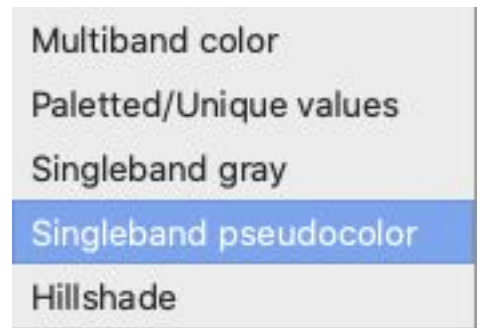 Multiband color
Paletted/Unique values
Singleband gray
Singleband pseudocolor
Hillshade